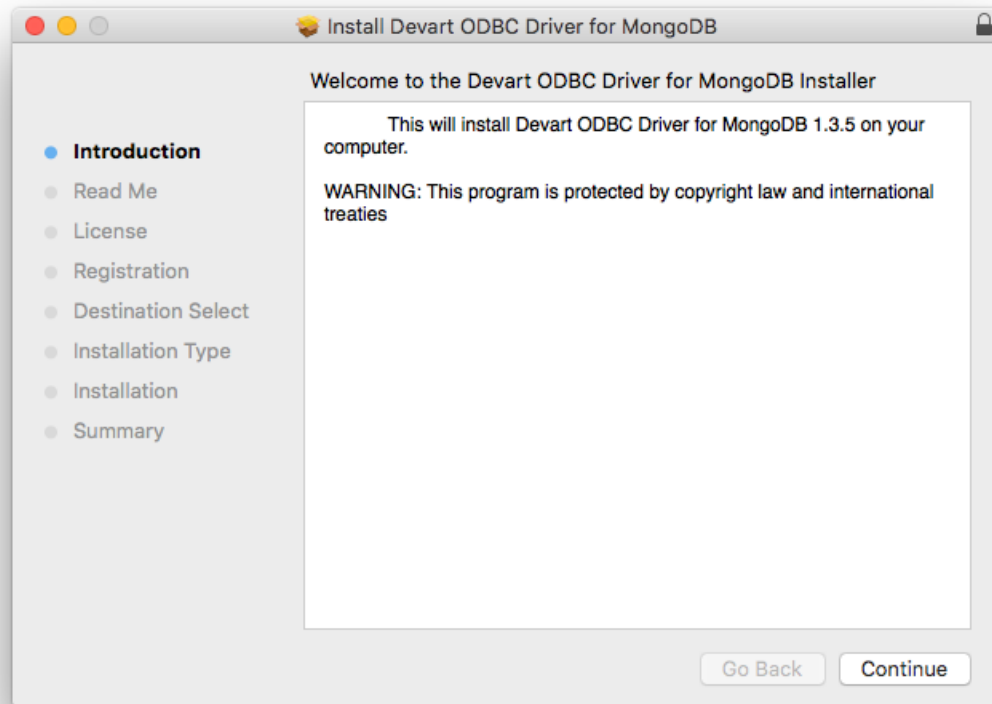 Install Devart ODBC Driver for MongoDB
Welcome to the Devart ODBC Driver for MongoDB Installer
Introduction
Read Me
License
Registration
Destination Select
Installation Type
Installation
Summary
This will install Devart ODBC Driver for MongoDB 1.3.5 on your
computer.
WARNING: This program is protected by copyright law and international
treaties
Go Back
Continue